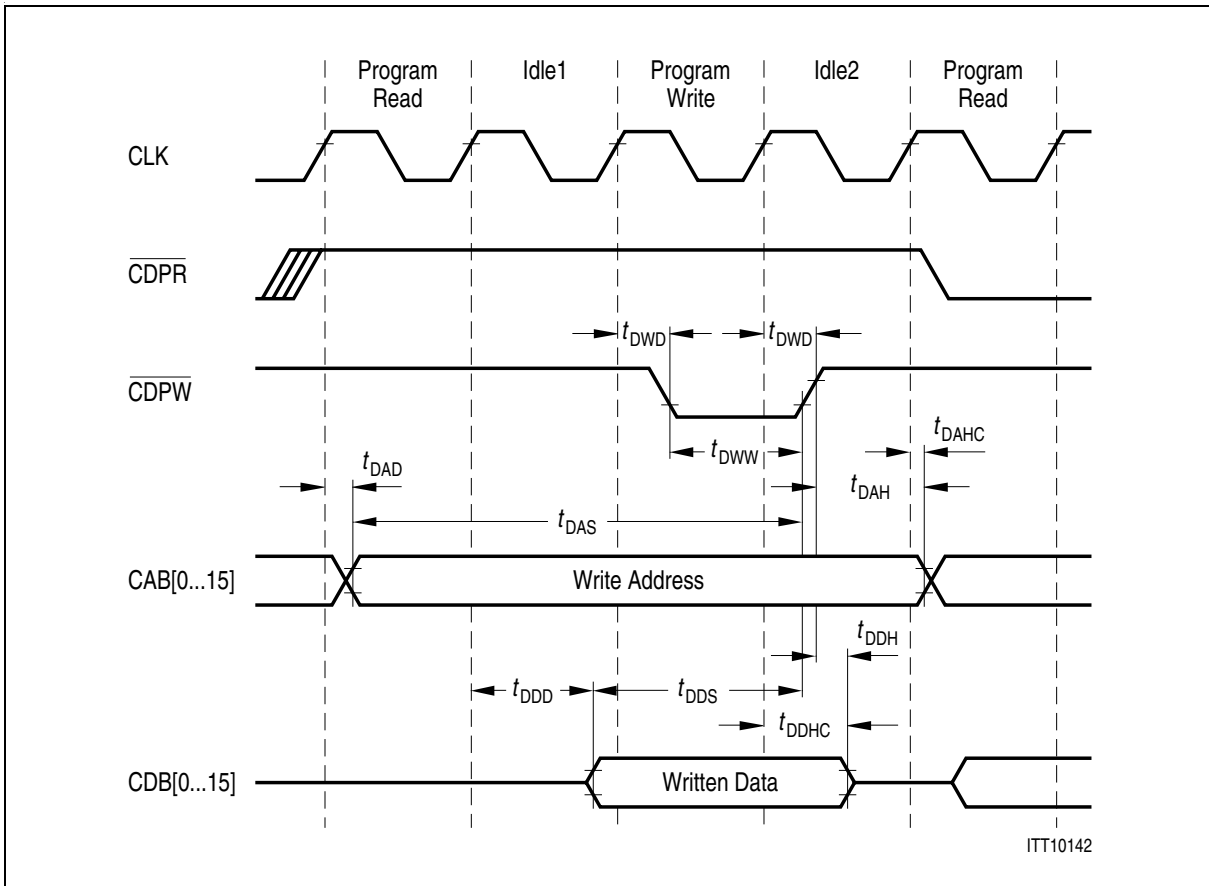 Program Read
Idle1
Program Write
Idle2
Program Read
CLK
CDPR
tDWD
tDWD
CDPW
tDWW
tDAHC
tDAD
tDAH
tDAS
CAB[0...15]
Write Address
tDDH
tDDD
tDDS
tDDHC
CDB[0...15]
Written Data
ITT10142